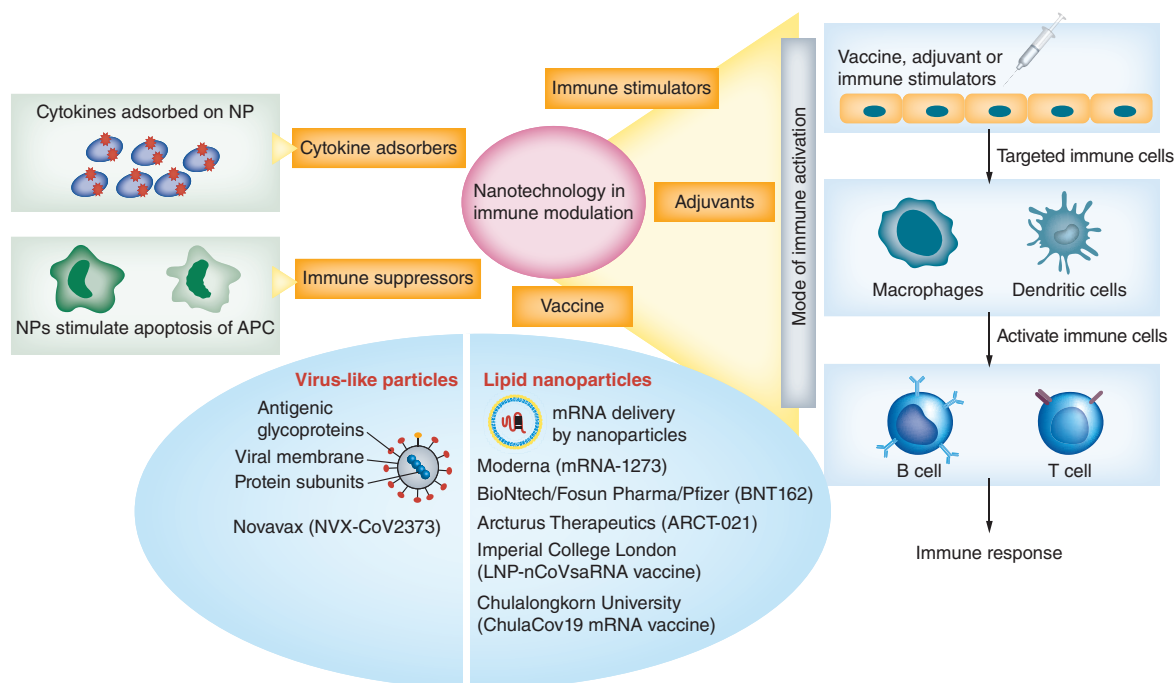 Cytokines adsorbed on NP
Cytokine adsorbers
NPs stimulate apoptosis of APC
Immune suppressors
Nanotechnology in
immune modulation
Immune stimulators
Adjuvants
Vaccine
Mode of immune activation
Virus-like particles
Antigenic
glycoproteins
Viral membrane
Protein subunits
Novavax (NVX-CoV2373)
Lipid nanoparticles
mRNA delivery
by nanoparticles
Moderna (mRNA-1273)
BioNtech/Fosun Pharma/Pfizer (BNT162)
Arcturus Therapeutics (ARCT-021)
Imperial College London
(LNP-nCoVsaRNA vaccine)
Chulalongkorn University
(ChulaCov19 mRNA vaccine)
Vaccine, adjuvant or
immune stimulators
Targeted immune cells
Macrophages
Dendritic cells
Activate immune cells
B cell
T cell
Immune response